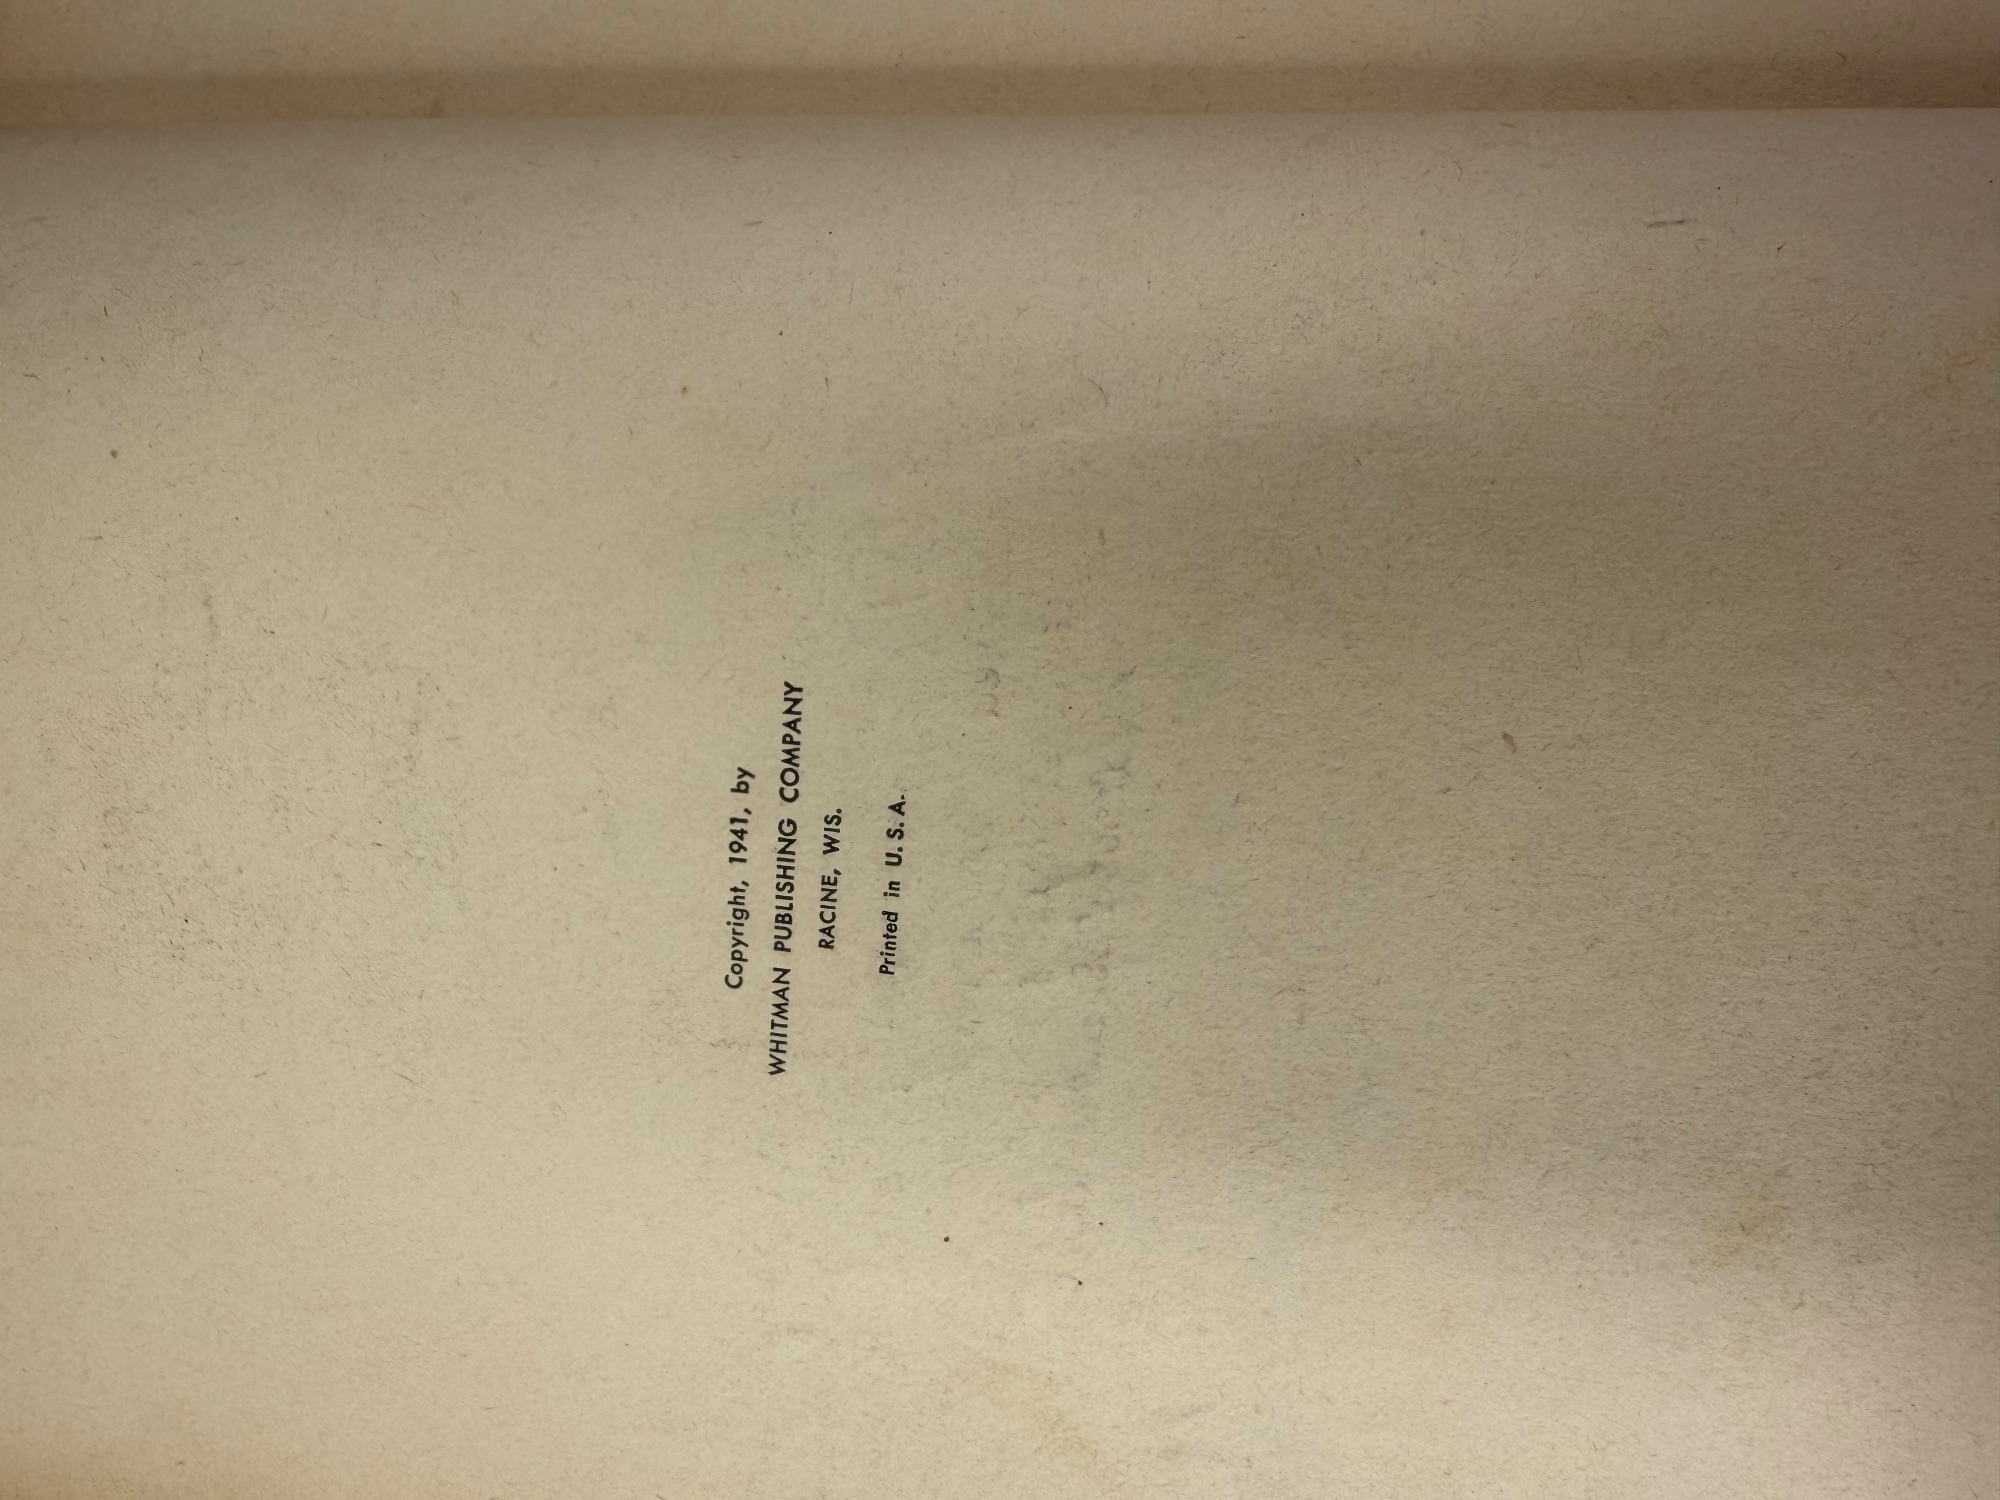 Copyright, 1941, by
WHITMAN PUBLISHING COMPANY
RACINE, WIS.
Printed in U. S. A.